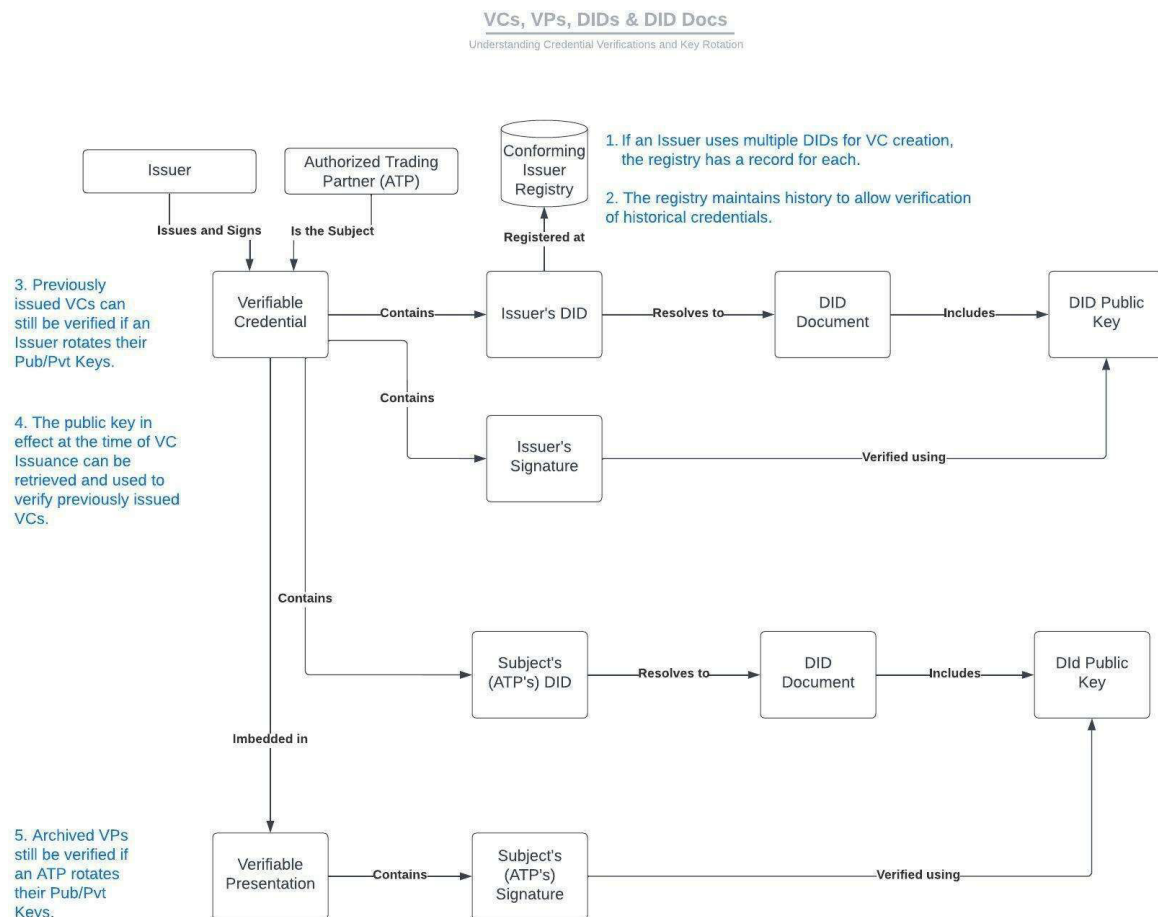 VCs, VPs, DIDs & DID Docs
Understanding Credential Verifications and Key Rotation
Issuer
Authorized Trading
Partner (ATP)
Conforming
Issuer
Registry
1. If an Issuer uses multiple DIDs for VC creation,
the registry has a record for each.
2. The registry maintains history to allow verification
of historical credentials.
Issues and Signs
Is the Subject
Registered at
3. Previously
issued VCs can
still be verified if an
Issuer rotates their
Pub/Pvt Keys.
Verifiable
Credential
Contains
Issuer's DID
Resolves to
DID
Document
Includes
DID Public
Key
Contains
4. The public key in
effect at the time of VC
Issuance can be
retrieved and used to
verify previously issued
VCs.
Issuer's
Signature
Verified using
Contains
Subject's
(ATP's) DID
Resolves to
DID
Document
Includes
DId Public
Key
Imbedded in
5. Archived VPs
still be verified if
an ATP rotates
their Pub/Pvt
Keys.
Verifiable
Presentation
Contains
Subject's
(ATP's)
Signature
Verified using